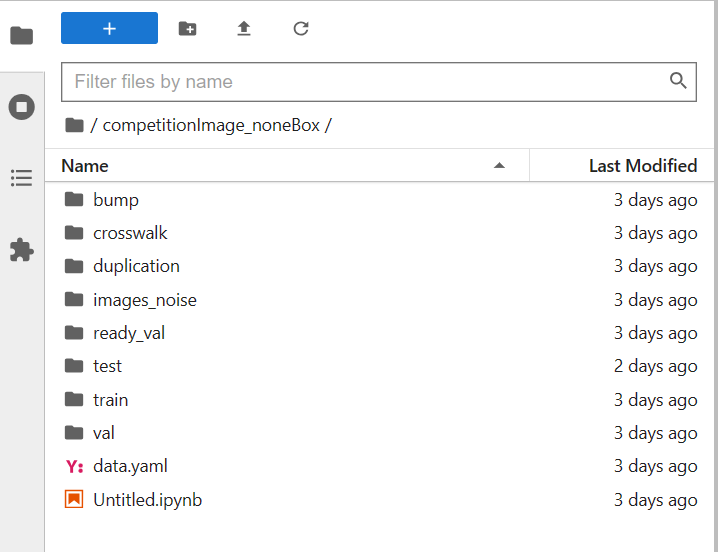 Filter files by name
/ competitionImage_noneBox /
Name Last Modified
bump 3 days ago
crosswalk 3 days ago
duplication 3 days ago
images_noise 3 days ago
ready_val 3 days ago
test 2 days ago
train 3 days ago
val 3 days ago
Y: data.yaml 3 days ago
Untitled.ipynb 3 days ago